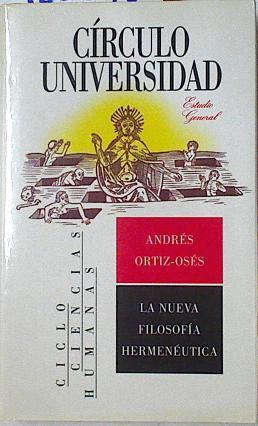 CÍRCULO
UNIVERSIDAD
Estudio
General
ANDRÉS
ORTIZ-OSÉS
LA NUEVA
FILOSOFÍA
HERMENÉUTICA
CICLO
CIENCIAS
HUMANAS